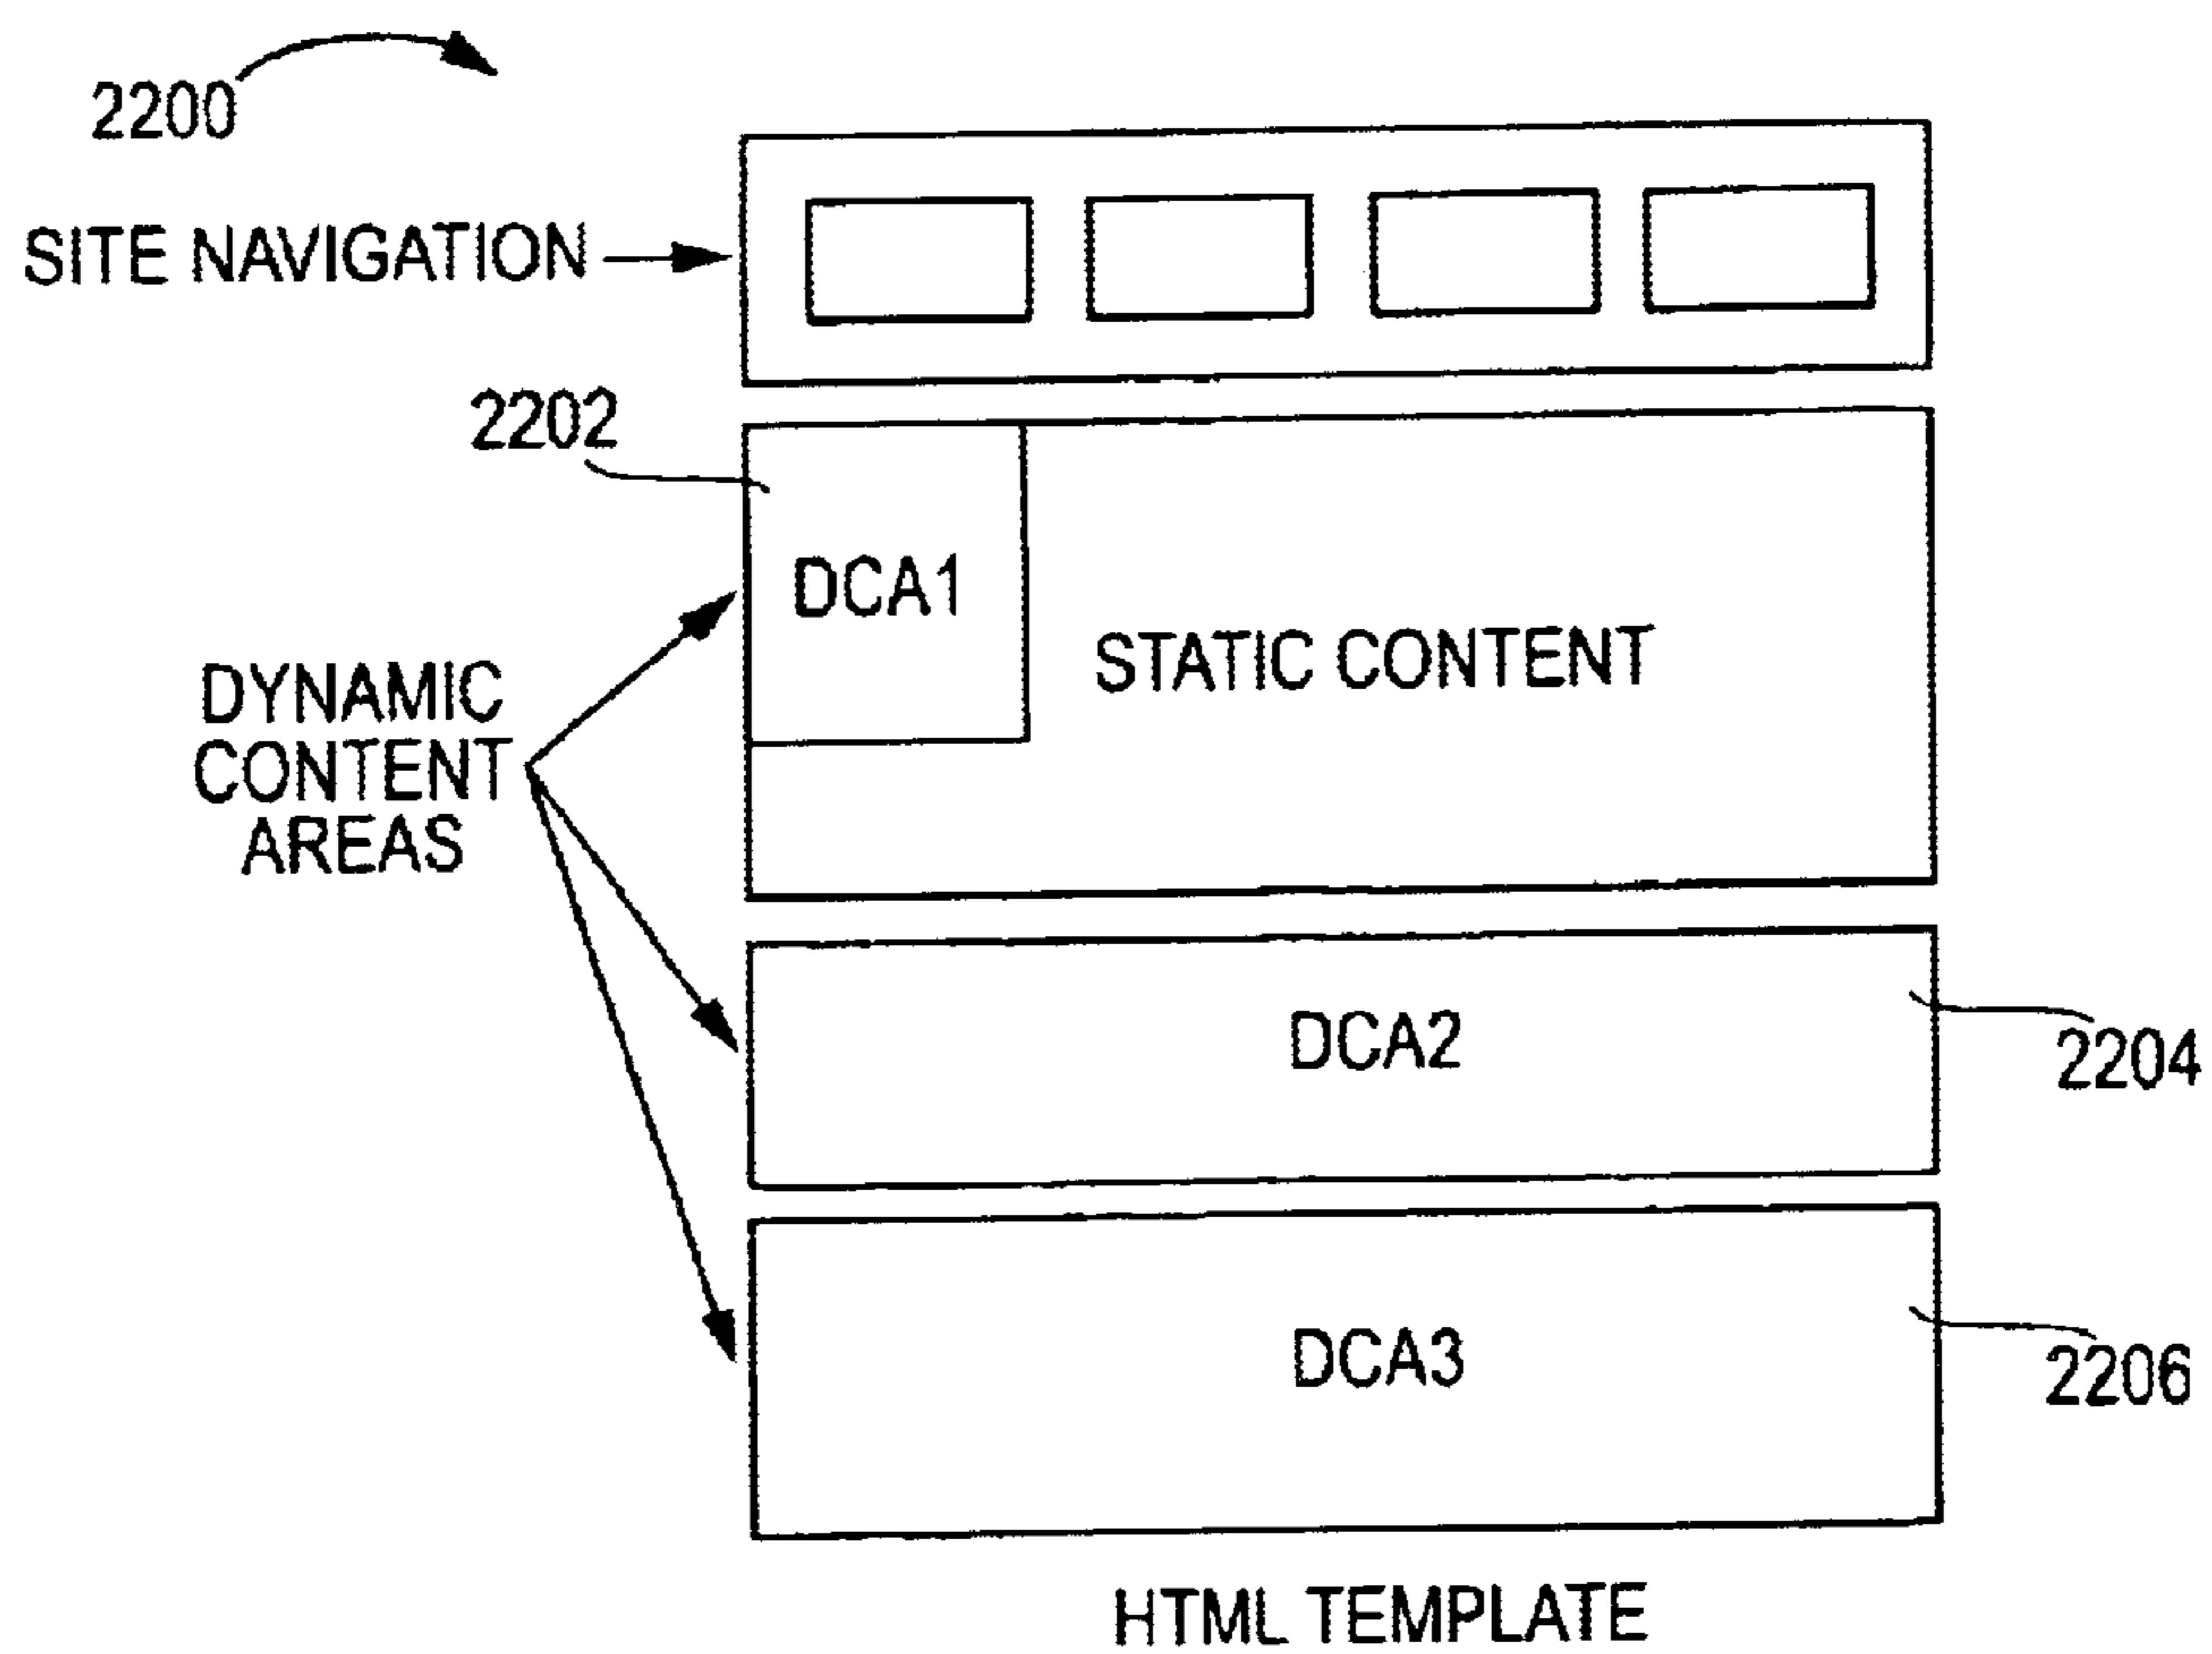 2200
SITE NAVIGATION
2202
DCA1
STATIC CONTENT
DYNAMIC
CONTENT
AREAS
DCA2
2204
DCA3
2206
HTML TEMPLATE